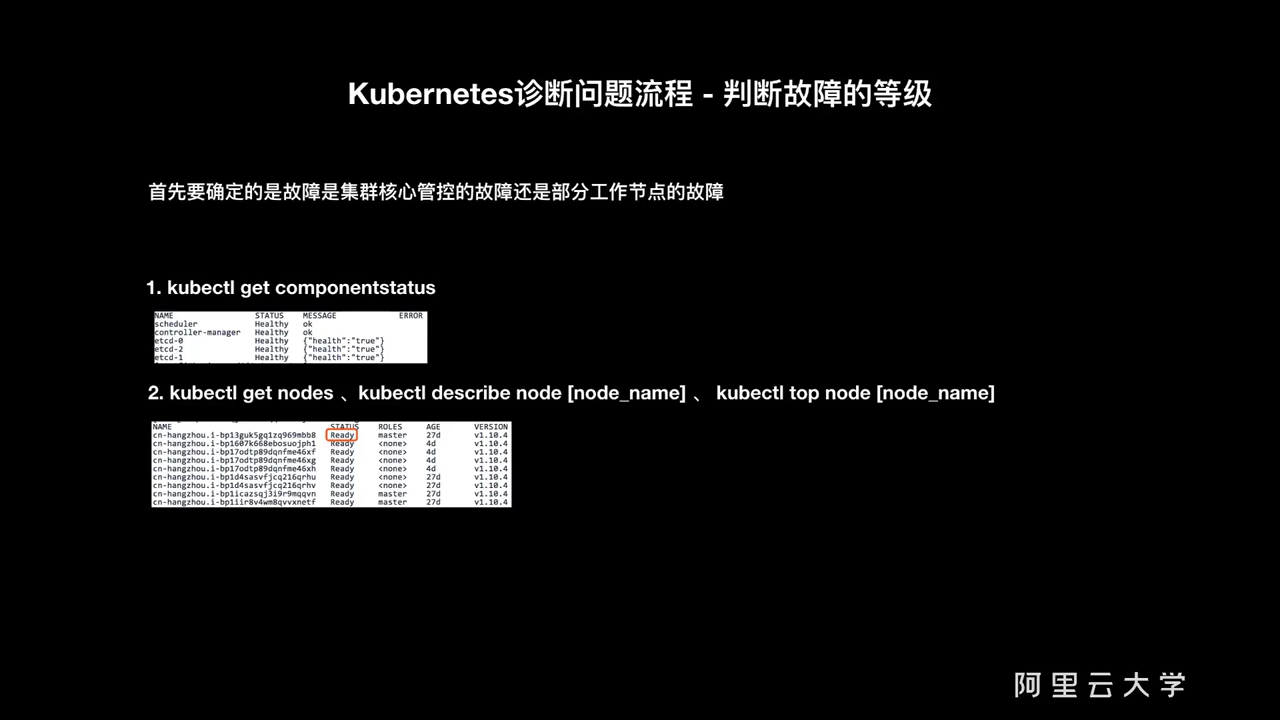 Kubernetes诊断问题流程 - 判断故障的等级
首先要确定的是故障是集群核心管控的故障还是部分工作节点的故障
1. kubectl get componentstatus
NAME STATUS MESSAGE ERROR
scheduler Healthy ok
controller-manager Healthy ok
etcd-0 Healthy {"health":"true"}
etcd-2 Healthy {"health":"true"}
etcd-1 Healthy {"health":"true"}
2. kubectl get nodes 、kubectl describe node [node_name] 、 kubectl top node [node_name]
NAME STATUS ROLES AGE VERSION
cn-hangzhou.i-bp13guk5gq1zq969mbb8 Ready master 27d v1.10.4
cn-hangzhou.i-bp1607k668ebosuojph1 Ready <none> 4d v1.10.4
cn-hangzhou.i-bp17odtp89dqnfme46xf Ready <none> 4d v1.10.4
cn-hangzhou.i-bp17odtp89dqnfme46xg Ready <none> 4d v1.10.4
cn-hangzhou.i-bp17odtp89dqnfme46xh Ready <none> 4d v1.10.4
cn-hangzhou.i-bp1d4sasvfjcq216qrhu Ready <none> 27d v1.10.4
cn-hangzhou.i-bp1d4sasvfjcq216qrhv Ready <none> 27d v1.10.4
cn-hangzhou.i-bp1icazsqj3i9r9mqqvn Ready master 27d v1.10.4
cn-hangzhou.i-bp1iir8v4wm8qvvxnetf Ready master 27d v1.10.4
阿里云大学